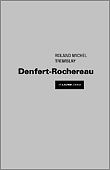 ROLAND MICHEL
TREMBLAY
Denfert-Rochereau